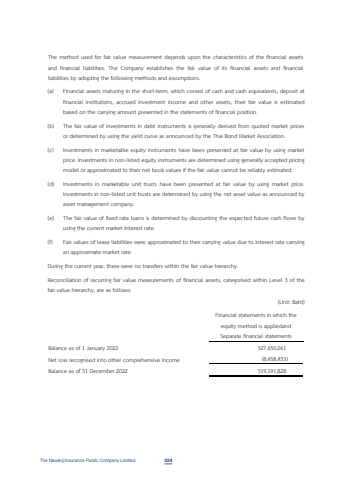 The method used for fair value measurement depends upon the characteristics of the financial assets
and financial liabilities. The Company establishes the fair value of its financial assets and financial
liabilities by adopting the following methods and assumptions.
(a) Financial assets maturing in the short-term, which consist of cash and cash equivalents, deposit at
financial institutions, accrued investment income and other assets, their fair value is estimated
based on the carrying amount presented in the statements of financial position.
(b) The fair value of investments in debt instruments is generally derived from quoted market prices
or determined by using the yield curve as announced by the Thai Bond Market Association.
(c) Investments in marketable equity instruments have been presented at fair value by using market
price. Investments in non-listed equity instruments are determined using generally accepted pricing
model or approximated to their net book values if the fair value cannot be reliably estimated.
(d) Investments in marketable unit trusts have been presented at fair value by using market price.
Investments in non-listed unit trusts are determined by using the net asset value as announced by
asset management company.
(e) The fair value of fixed rate loans is determined by discounting the expected future cash flows by
using the current market interest rate.
(f) Fair values of lease liabilities were approximated to their carrying value due to interest rate carrying
an approximate market rate.
During the current year, there were no transfers within the fair value hierarchy.
Reconciliation of recurring fair value measurements of financial assets, categorised within Level 3 of the
fair value hierarchy, are as follows.
(Unit: Baht)
Financial statements in which the
equity method is appliedand
Separate financial statements
Balance as of 1 January 2022 327,650,261
Net loss recognised into other comprehensive income (8,458,433)
Balance as of 31 December 2022 319,191,828
The Navakij Insurance Public Company Limited 224